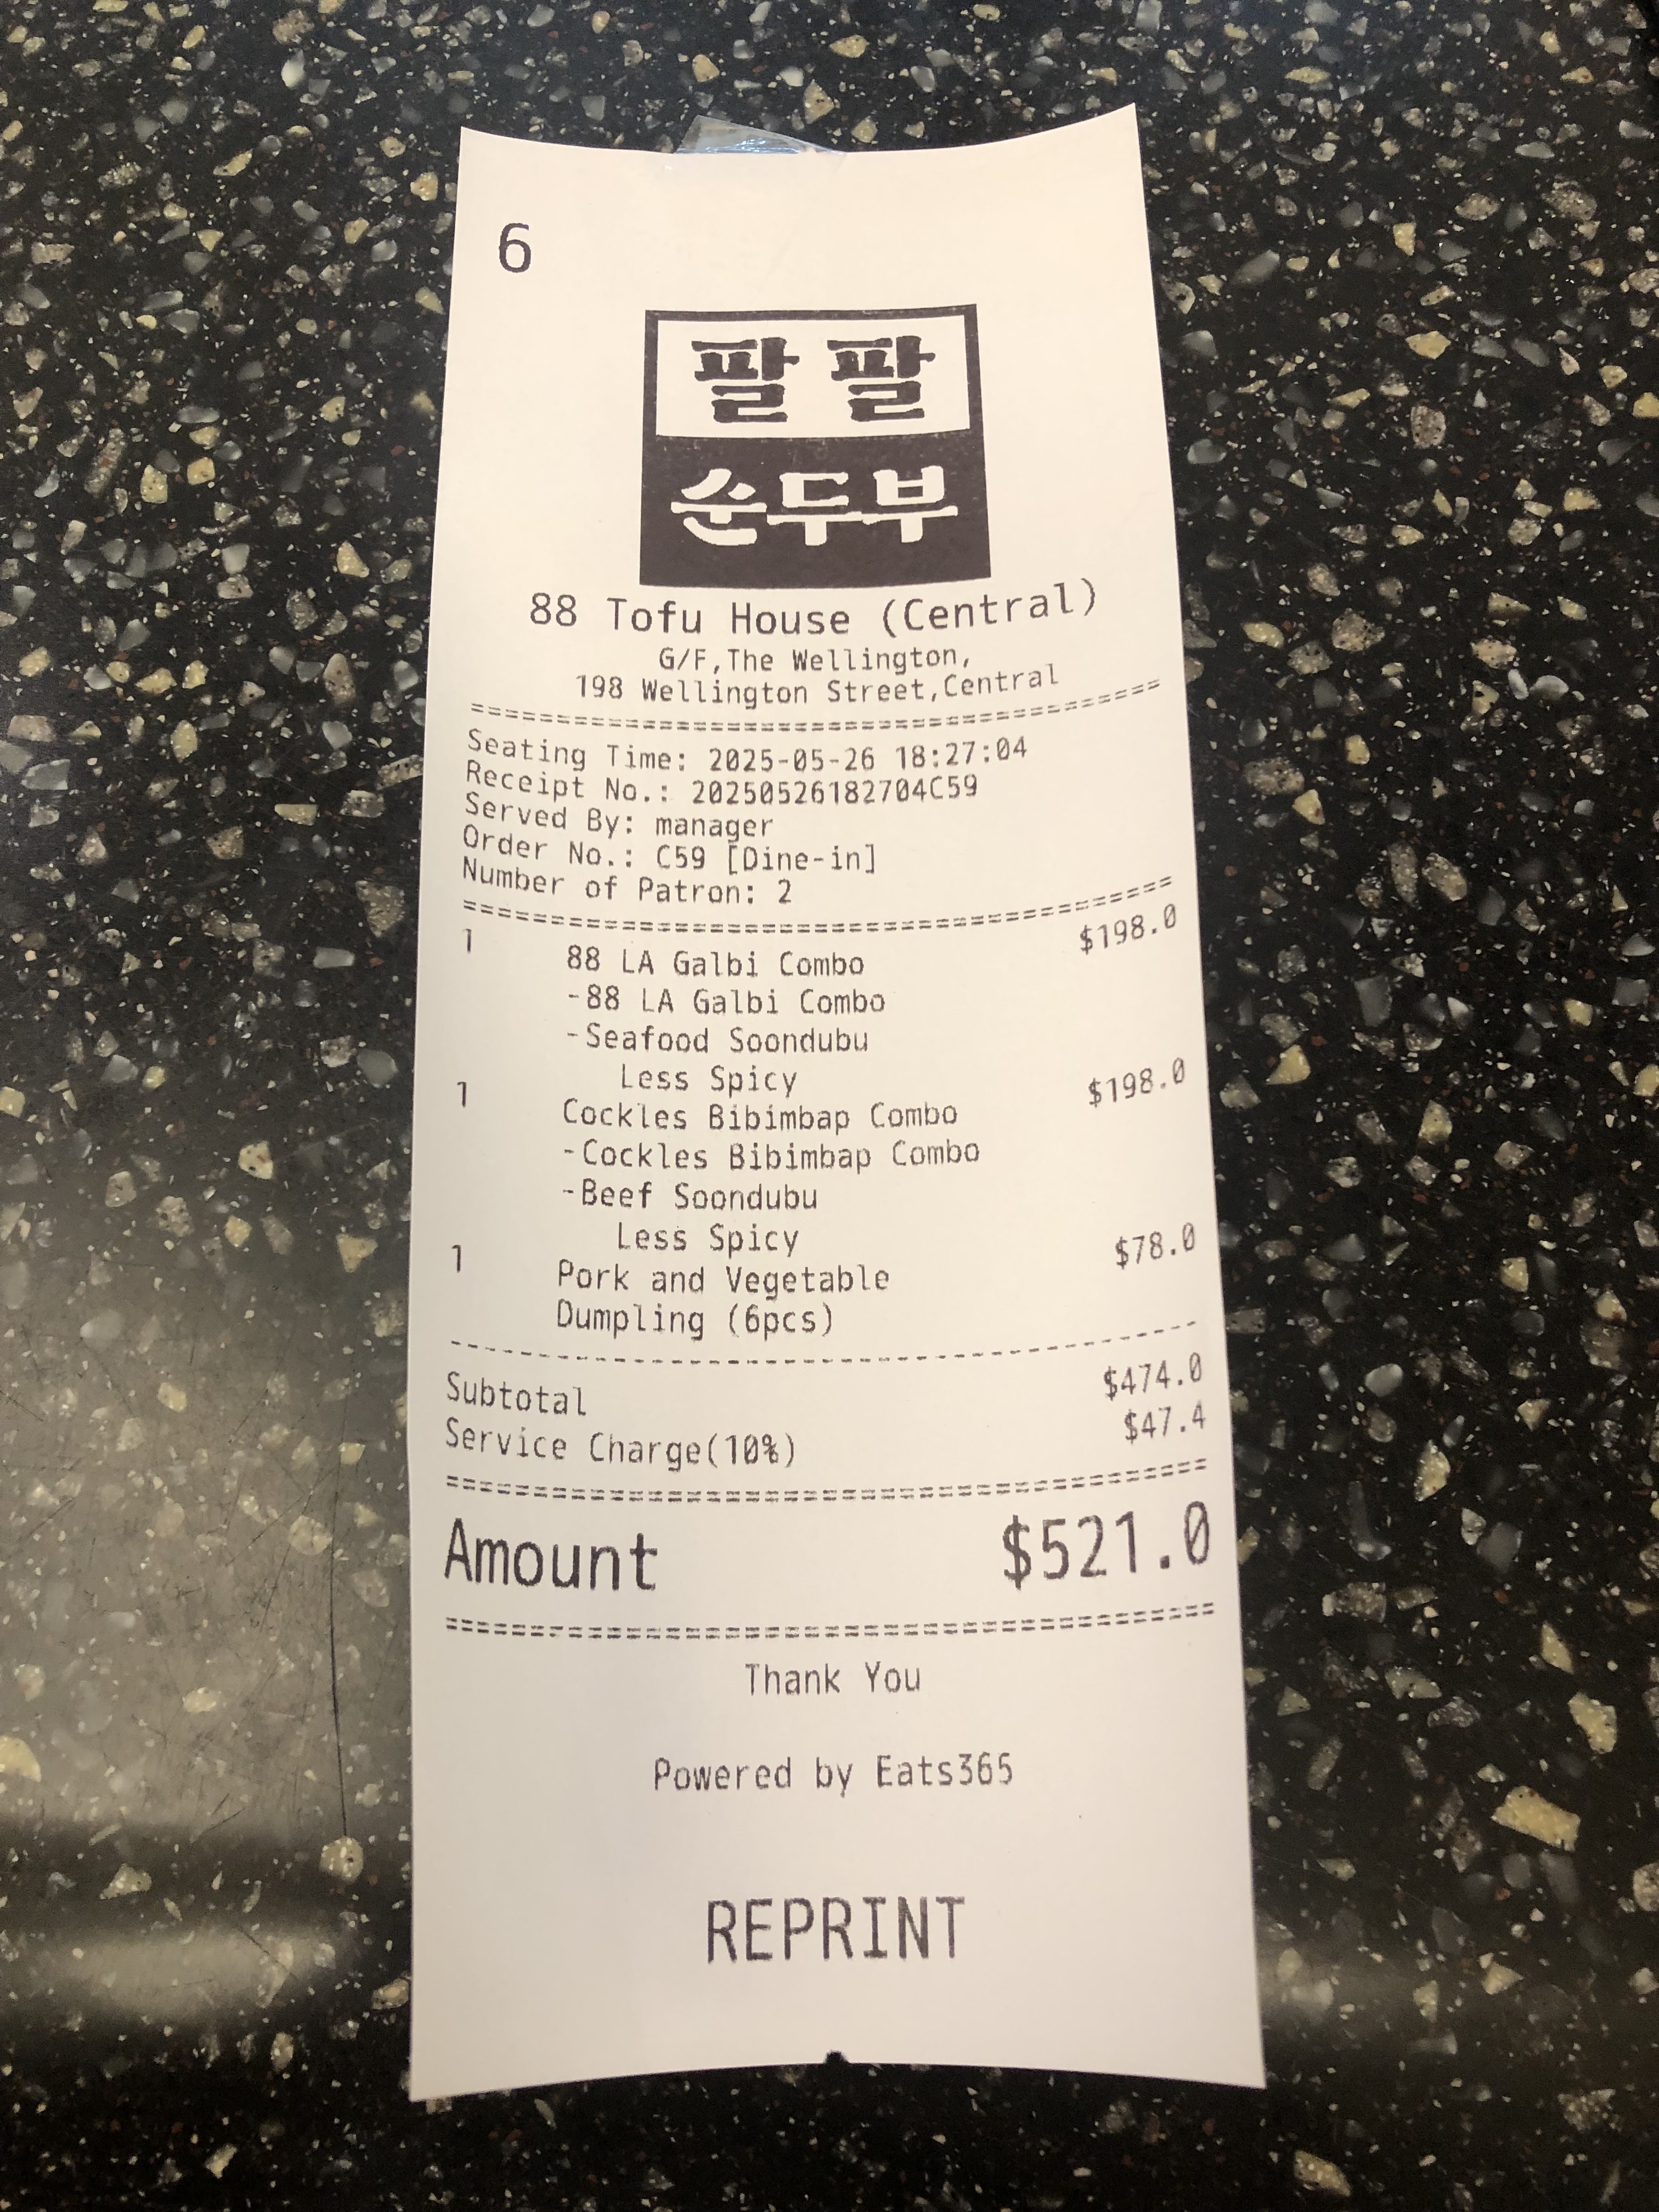 6
팔팔
순두부
88 Tofu House (Central)
G/F,The Wellington,
198 Wellington Street,Central
========================================
Seating Time: 2025-05-26 18:27:04
Receipt No.: 20250526182704C59
Served By: manager
Order No.: C59 [Dine-in]
Number of Patron: 2
========================================
1 88 LA Galbi Combo $198.0
-88 LA Galbi Combo
-Seafood Soondubu
Less Spicy
1 Cockles Bibimbap Combo $198.0
-Cockles Bibimbap Combo
-Beef Soondubu
Less Spicy
1 Pork and Vegetable $78.0
Dumpling (6pcs)
----------------------------------------
Subtotal $474.0
Service Charge(10%) $47.4
========================================
Amount $521.0
========================================
Thank You
Powered by Eats365
REPRINT